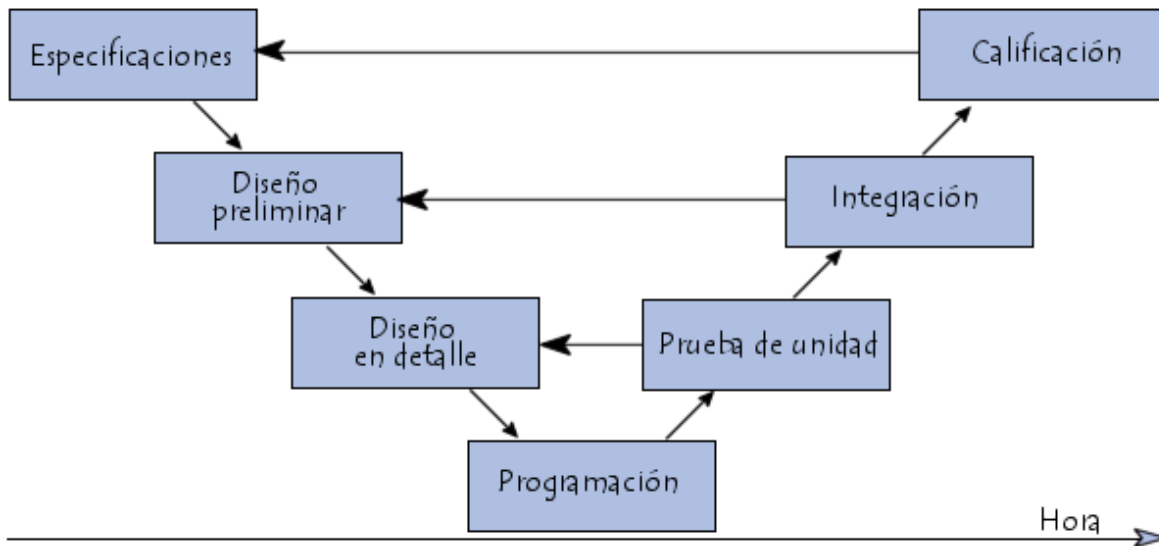 Especificaciones
Calificación
Diseño
preliminar
Integración
Diseño
en detalle
Prueba de unidad
Programación
Hora